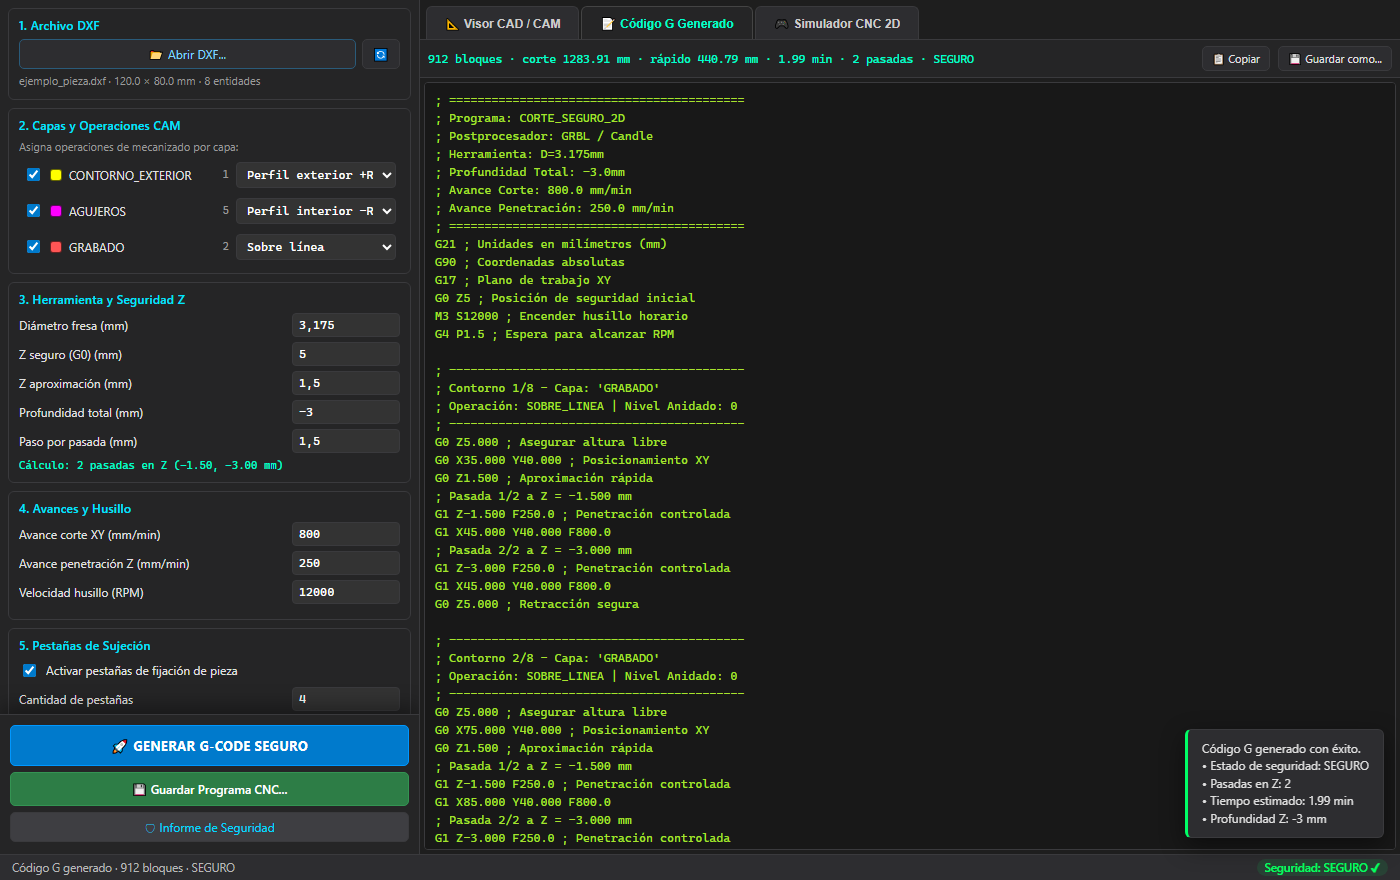 1. Archivo DXF
Abrir DXF...
ejemplo_pieza.dxf · 120.0 × 80.0 mm · 8 entidades
2. Capas y Operaciones CAM
Asigna operaciones de mecanizado por capa:
CONTORNO_EXTERIOR 1 Perfil exterior +R
AGUJEROS 5 Perfil interior −R
GRABADO 2 Sobre línea
3. Herramienta y Seguridad Z
Diámetro fresa (mm) 3,175
Z seguro (G0) (mm) 5
Z aproximación (mm) 1,5
Profundidad total (mm) −3
Paso por pasada (mm) 1,5
Cálculo: 2 pasadas en Z (−1.50, −3.00 mm)
4. Avances y Husillo
Avance corte XY (mm/min) 800
Avance penetración Z (mm/min) 250
Velocidad husillo (RPM) 12000
5. Pestañas de Sujeción
Activar pestañas de fijación de pieza
Cantidad de pestañas 4
GENERAR G-CODE SEGURO
Guardar Programa CNC...
Informe de Seguridad
Visor CAD / CAM
Código G Generado
Simulador CNC 2D
912 bloques · corte 1283.91 mm · rápido 440.79 mm · 1.99 min · 2 pasadas · SEGURO
Copiar
Guardar como...
; ==========================================
; Programa: CORTE_SEGURO_2D
; Postprocesador: GRBL / Candle
; Herramienta: D=3.175mm
; Profundidad Total: -3.0mm
; Avance Corte: 800.0 mm/min
; Avance Penetración: 250.0 mm/min
; ==========================================
G21 ; Unidades en milímetros (mm)
G90 ; Coordenadas absolutas
G17 ; Plano de trabajo XY
G0 Z5 ; Posición de seguridad inicial
M3 S12000 ; Encender husillo horario
G4 P1.5 ; Espera para alcanzar RPM
; ------------------------------------------
; Contorno 1/8 - Capa: 'GRABADO'
; Operación: SOBRE_LINEA | Nivel Anidado: 0
; ------------------------------------------
G0 Z5.000 ; Asegurar altura libre
G0 X35.000 Y40.000 ; Posicionamiento XY
G0 Z1.500 ; Aproximación rápida
; Pasada 1/2 a Z = -1.500 mm
G1 Z-1.500 F250.0 ; Penetración controlada
G1 X45.000 Y40.000 F800.0
; Pasada 2/2 a Z = -3.000 mm
G1 Z-3.000 F250.0 ; Penetración controlada
G1 X45.000 Y40.000 F800.0
G0 Z5.000 ; Retracción segura
; ------------------------------------------
; Contorno 2/8 - Capa: 'GRABADO'
; Operación: SOBRE_LINEA | Nivel Anidado: 0
; ------------------------------------------
G0 Z5.000 ; Asegurar altura libre
G0 X75.000 Y40.000 ; Posicionamiento XY
G0 Z1.500 ; Aproximación rápida
; Pasada 1/2 a Z = -1.500 mm
G1 Z-1.500 F250.0 ; Penetración controlada
G1 X85.000 Y40.000 F800.0
; Pasada 2/2 a Z = -3.000 mm
G1 Z-3.000 F250.0 ; Penetración controlada
Código G generado con éxito.
• Estado de seguridad: SEGURO
• Pasadas en Z: 2
• Tiempo estimado: 1.99 min
• Profundidad Z: -3 mm
Código G generado · 912 bloques · SEGURO
Seguridad: SEGURO ✓